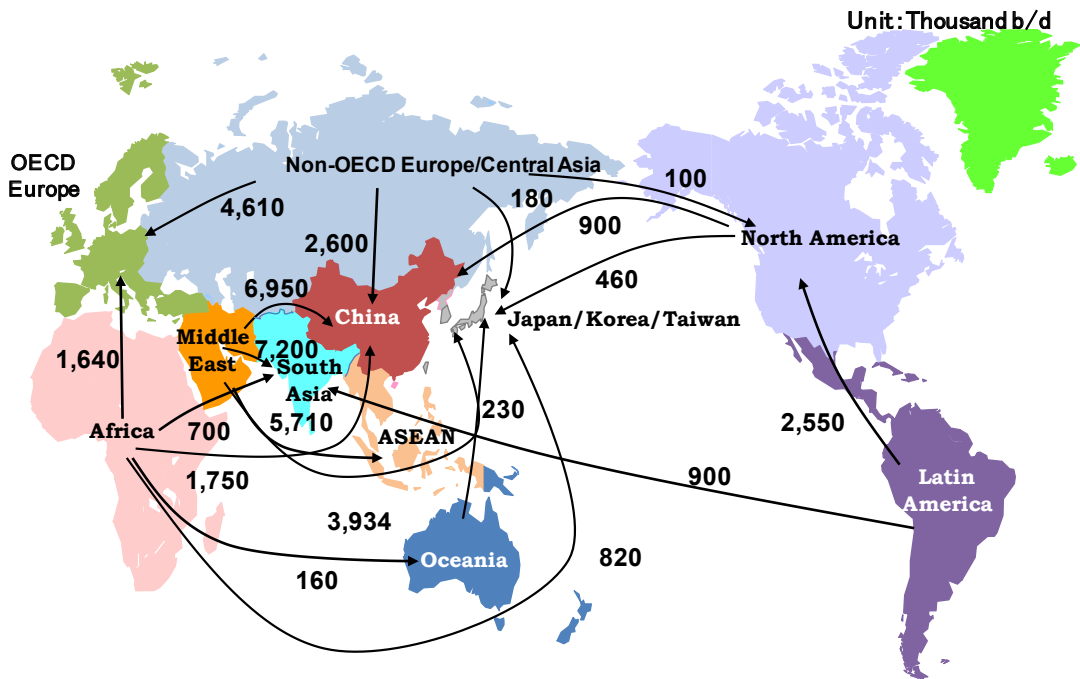 Unit: Thousand b/d
OECD
Europe
Non-OECD Europe/Central Asia
100
180
4,610
900
North America
2,600
460
6,950
China
Japan/Korea/Taiwan
Middle
East
7,200
1,640
South
Asia
230
5,710
2,550
Africa
700
ASEAN
900
1,750
Latin
America
3,934
Oceania
820
160